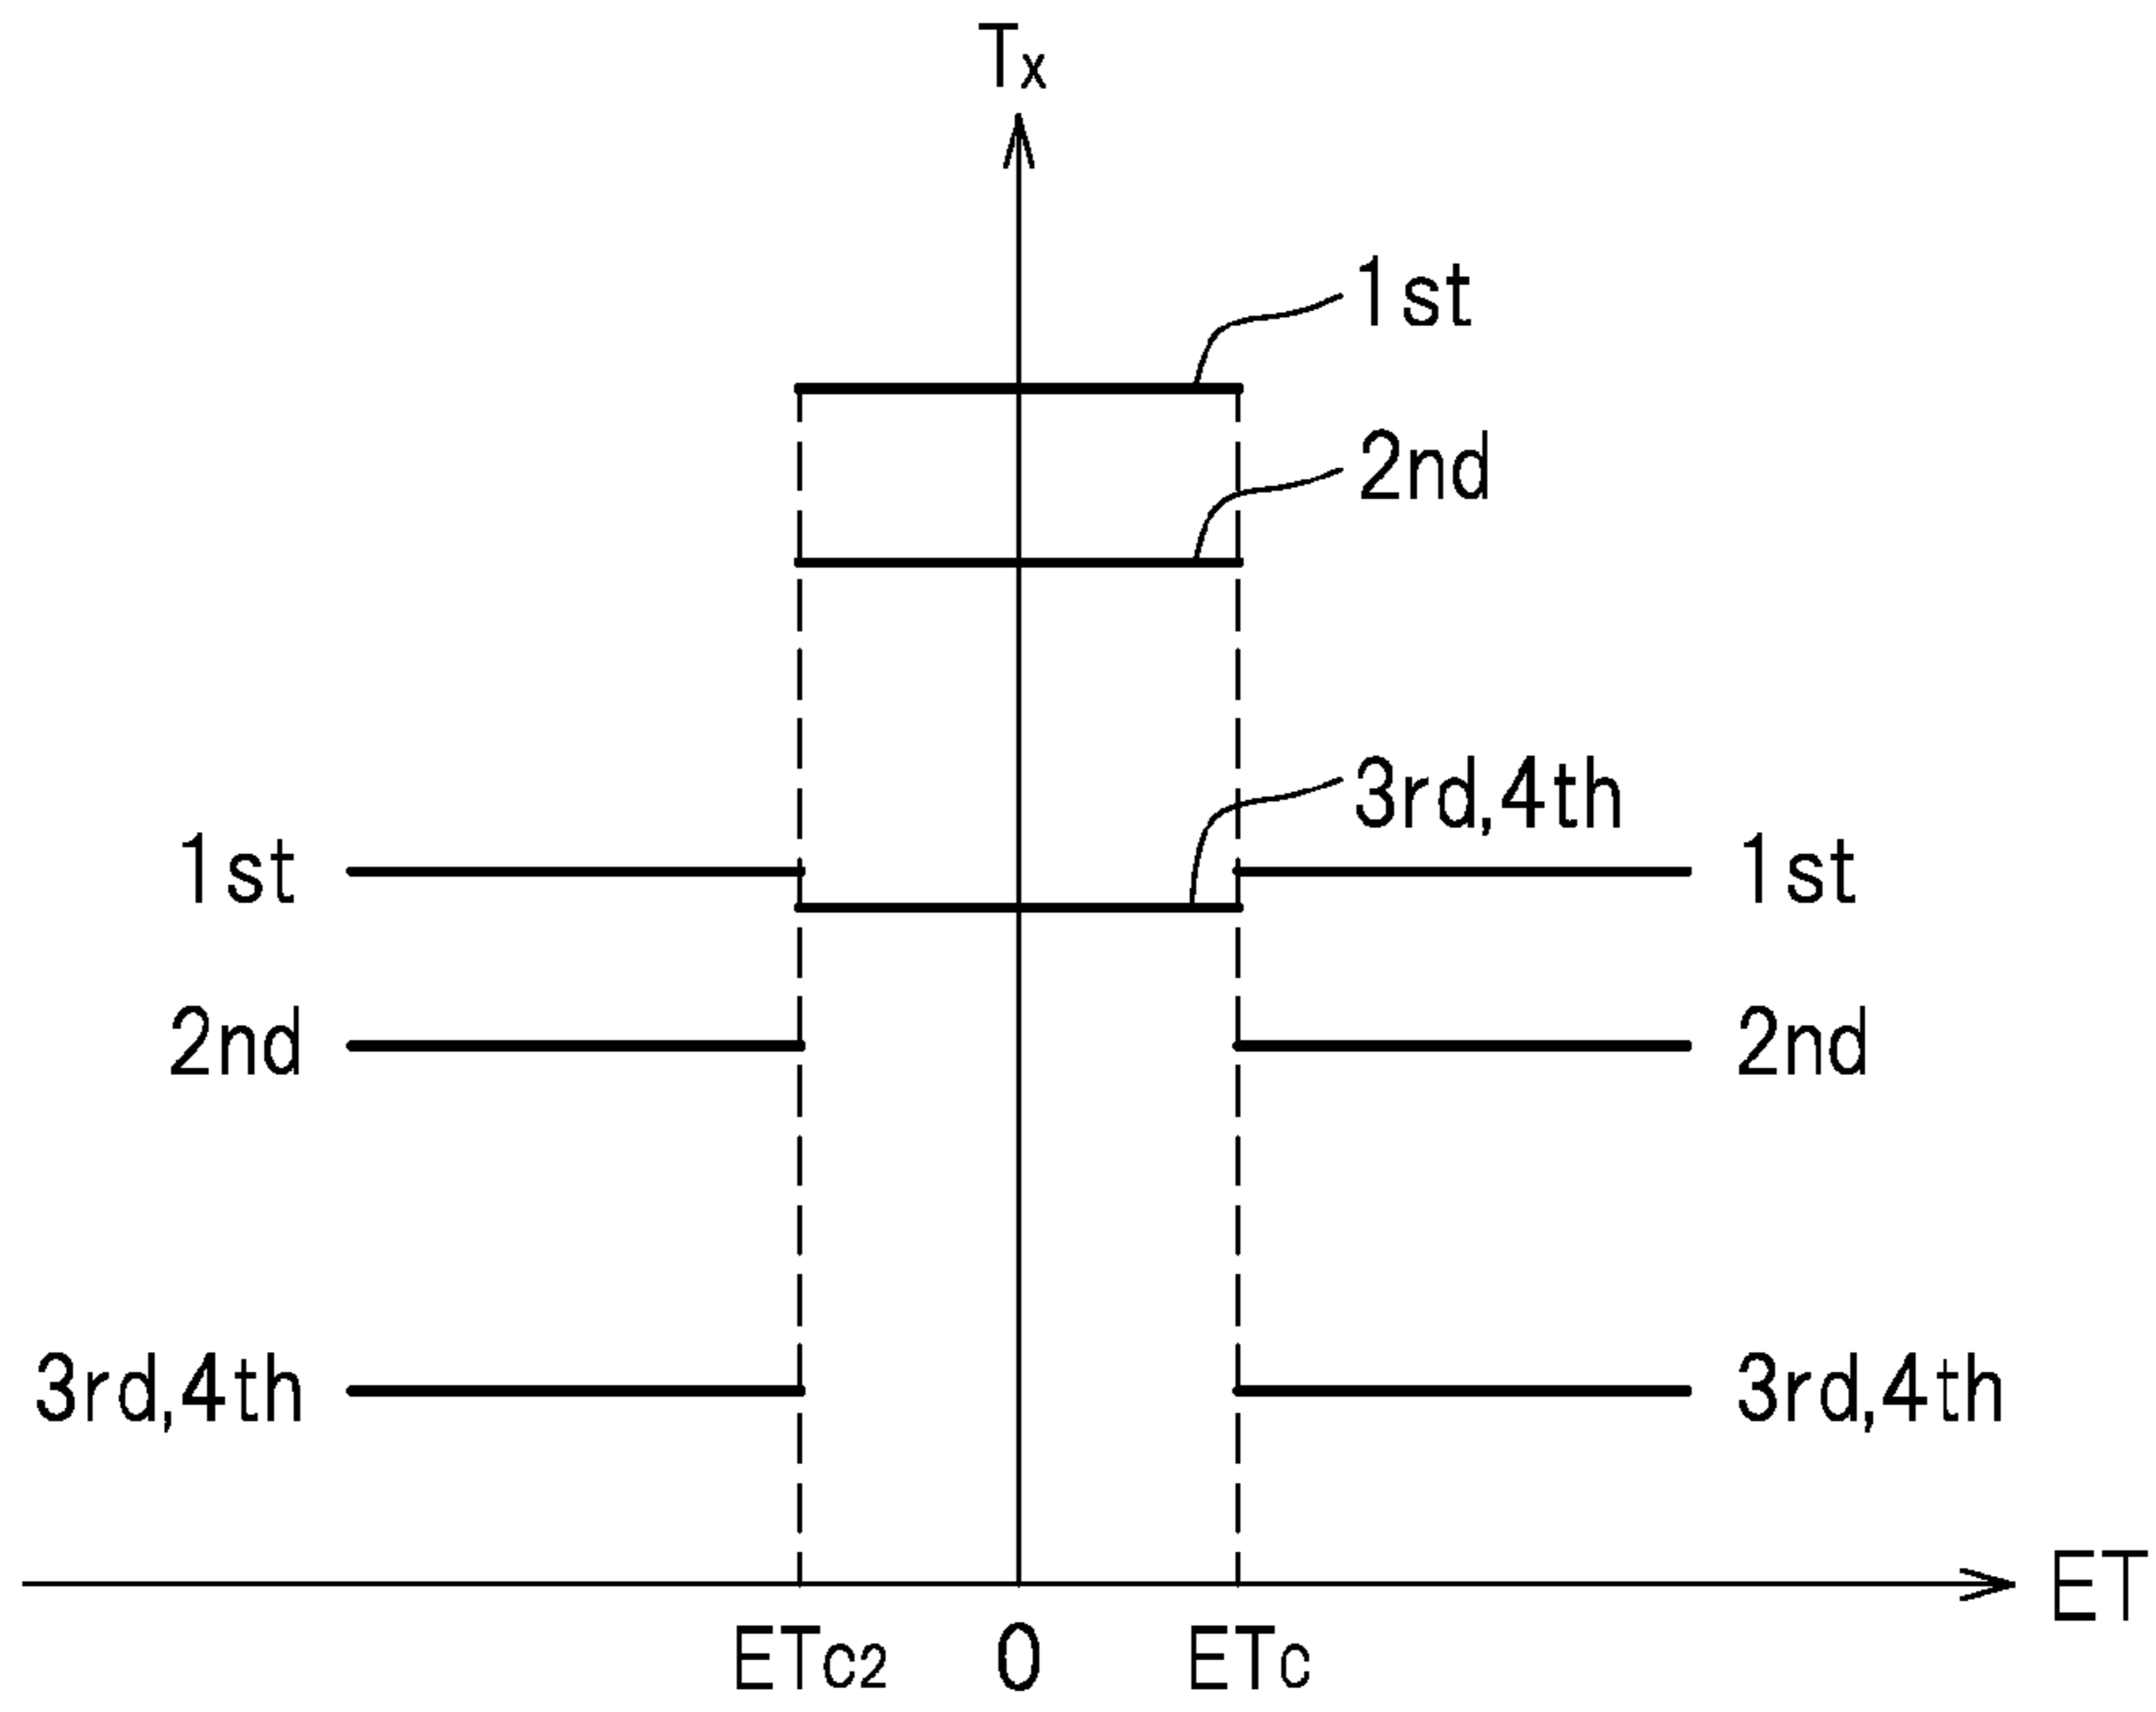 Tx
1st
2nd
3rd,4th
1st 1st
2nd 2nd
3rd,4th 3rd,4th
ET
ETC2 0 ETC